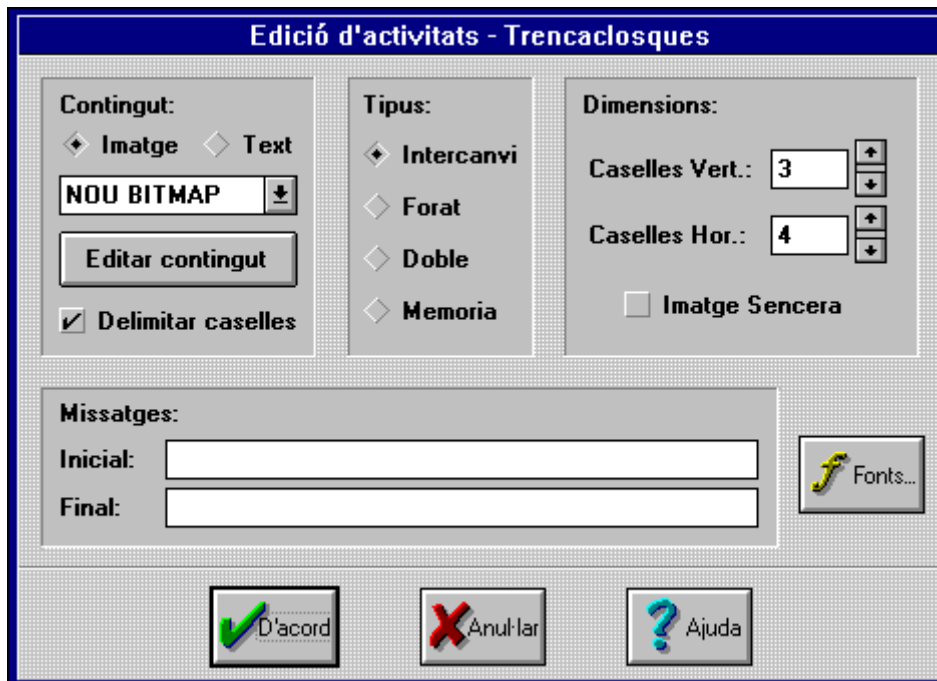 Edició d'activitats - Trencaclosques
Contingut:
Imatge
Text
NOU BITMAP
Editar contingut
Delimitar caselles
Tipus:
Intercanvi
Forat
Doble
Memoria
Dimensions:
Caselles Vert.: 3
Caselles Hor.: 4
Imatge Sencera
Missatges:
Inicial:
Final:
Fonts...
D'acord
Anul·lar
Ajuda